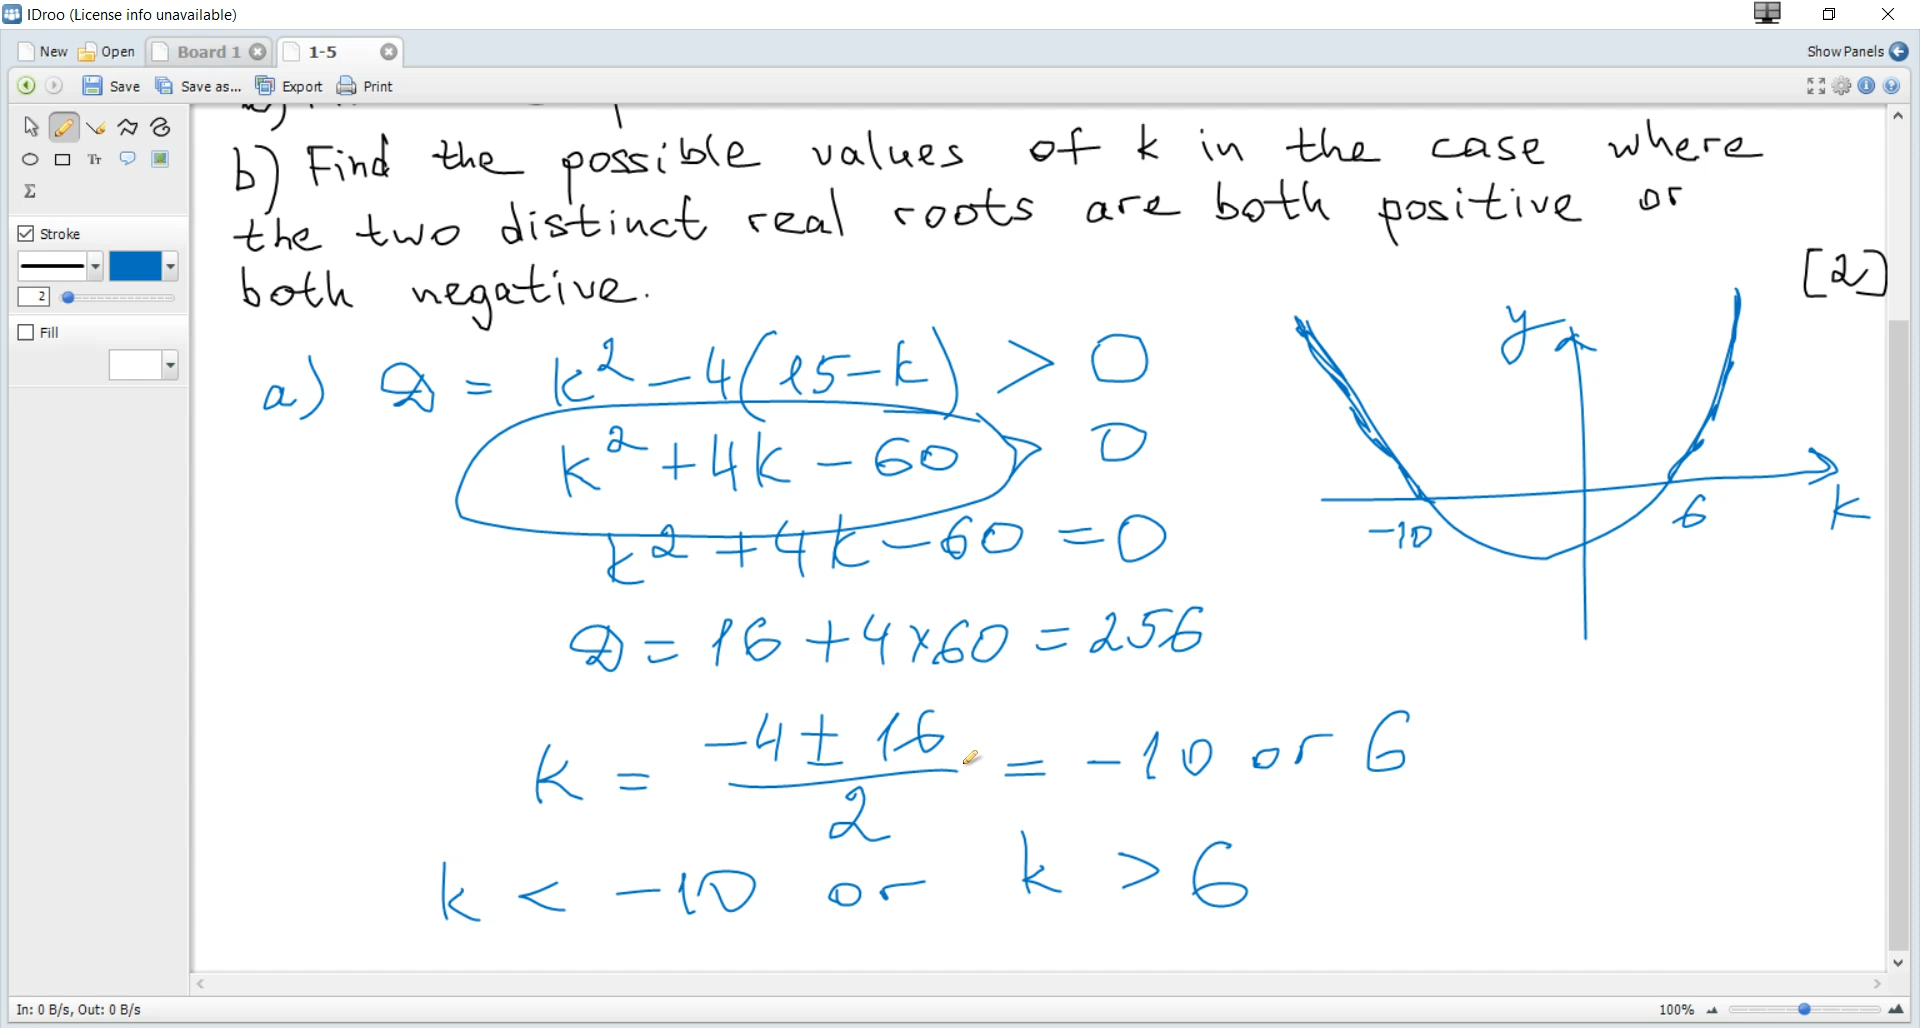 IDroo (License info unavailable)
New Open Board 1 1-5 Show Panels
Save Save as... Export Print
b) Find the possible values of k in the case where
the two distinct real roots are both positive or
both negative. [2]
Stroke
2
Fill
a) D = k² - 4(15-k) > 0
k² + 4k - 60 > 0
k² + 4k - 60 = 0
D = 16 + 4×60 = 256
k = (-4 ± 16)/2 = -10 or 6
k < -10 or k > 6
y
-10 6 k
In: 0 B/s, Out: 0 B/s 100%